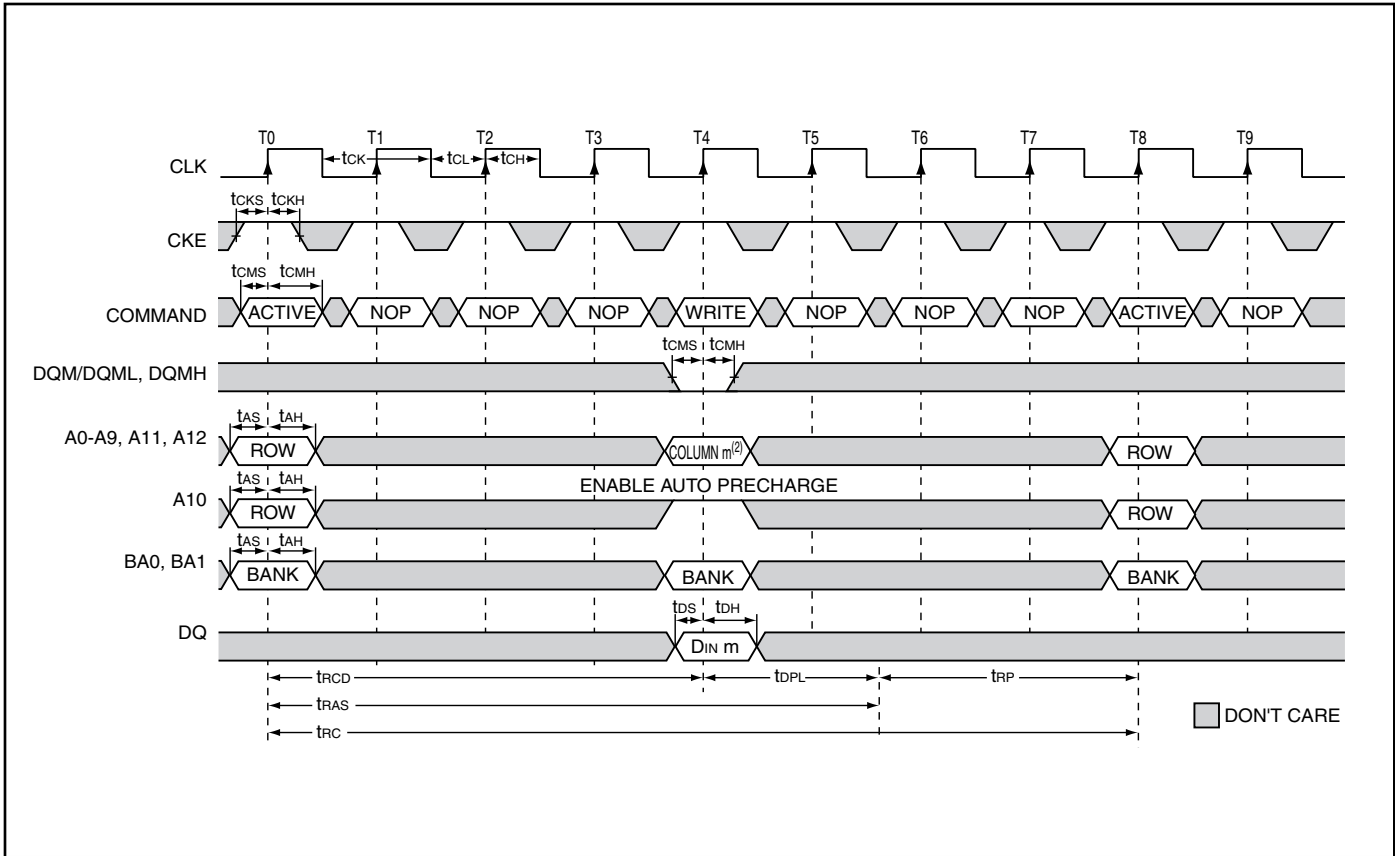 T0 T1 T2 T3 T4 T5 T6 T7 T8 T9
CLK tCK tCL tCH
tCKS tCKH
CKE
tCMS tCMH
COMMAND ACTIVE NOP NOP NOP WRITE NOP NOP NOP ACTIVE NOP
tCMS tCMH
DQM/DQML, DQMH
tAS tAH
A0-A9, A11, A12 ROW COLUMN m(2) ROW
tAS tAH ENABLE AUTO PRECHARGE
A10 ROW ROW
tAS tAH
BA0, BA1 BANK BANK BANK
tDS tDH
DQ DIN m
tRCD tDPL tRP
tRAS
DON'T CARE
tRC